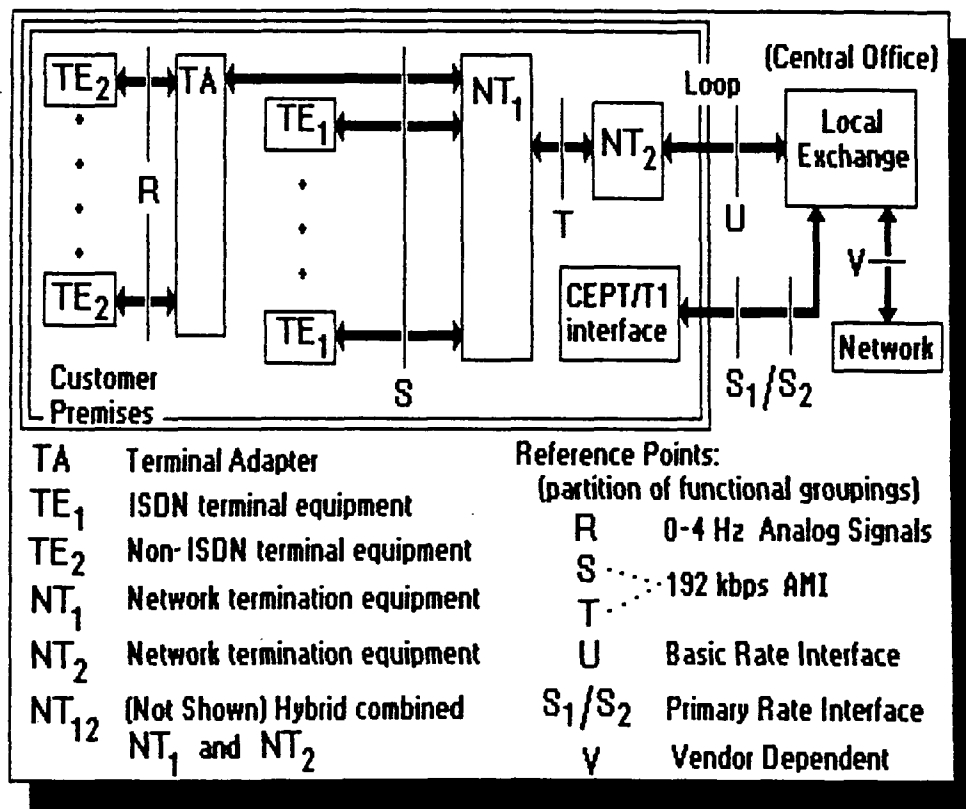 (Central Office)
TE2
TA
NT1
Loop
TE1
NT2
Local
Exchange
R
T
U
V
TE2
TE1
CEPT/T1
interface
Network
S
S1/S2
Customer
Premises
TA Terminal Adapter
TE1 ISDN terminal equipment
TE2 Non-ISDN terminal equipment
NT1 Network termination equipment
NT2 Network termination equipment
NT12 (Not Shown) Hybrid combined
NT1 and NT2
Reference Points:
(partition of functional groupings)
R 0-4 Hz Analog Signals
S
192 kbps AMI
T
U Basic Rate Interface
S1/S2 Primary Rate Interface
V Vendor Dependent